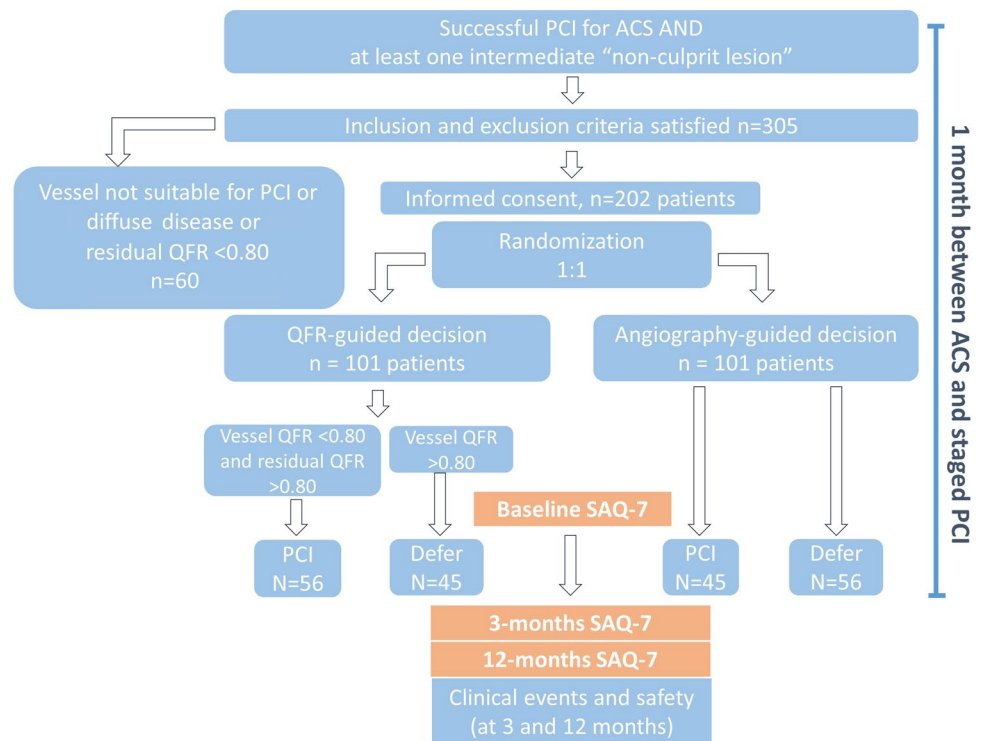 Successful PCI for ACS AND
at least one intermediate “non-culprit lesion”
Inclusion and exclusion criteria satisfied n=305
Vessel not suitable for PCI or
diffuse disease or
residual QFR <0.80
n=60
Informed consent, n=202 patients
Randomization
1:1
QFR-guided decision
n = 101 patients
Angiography-guided decision
n = 101 patients
Vessel QFR <0.80
and residual QFR
>0.80
Vessel QFR
>0.80
Baseline SAQ-7
PCI
N=56
Defer
N=45
PCI
N=45
Defer
N=56
3-months SAQ-7
12-months SAQ-7
Clinical events and safety
(at 3 and 12 months)
1 month between ACS and staged PCI